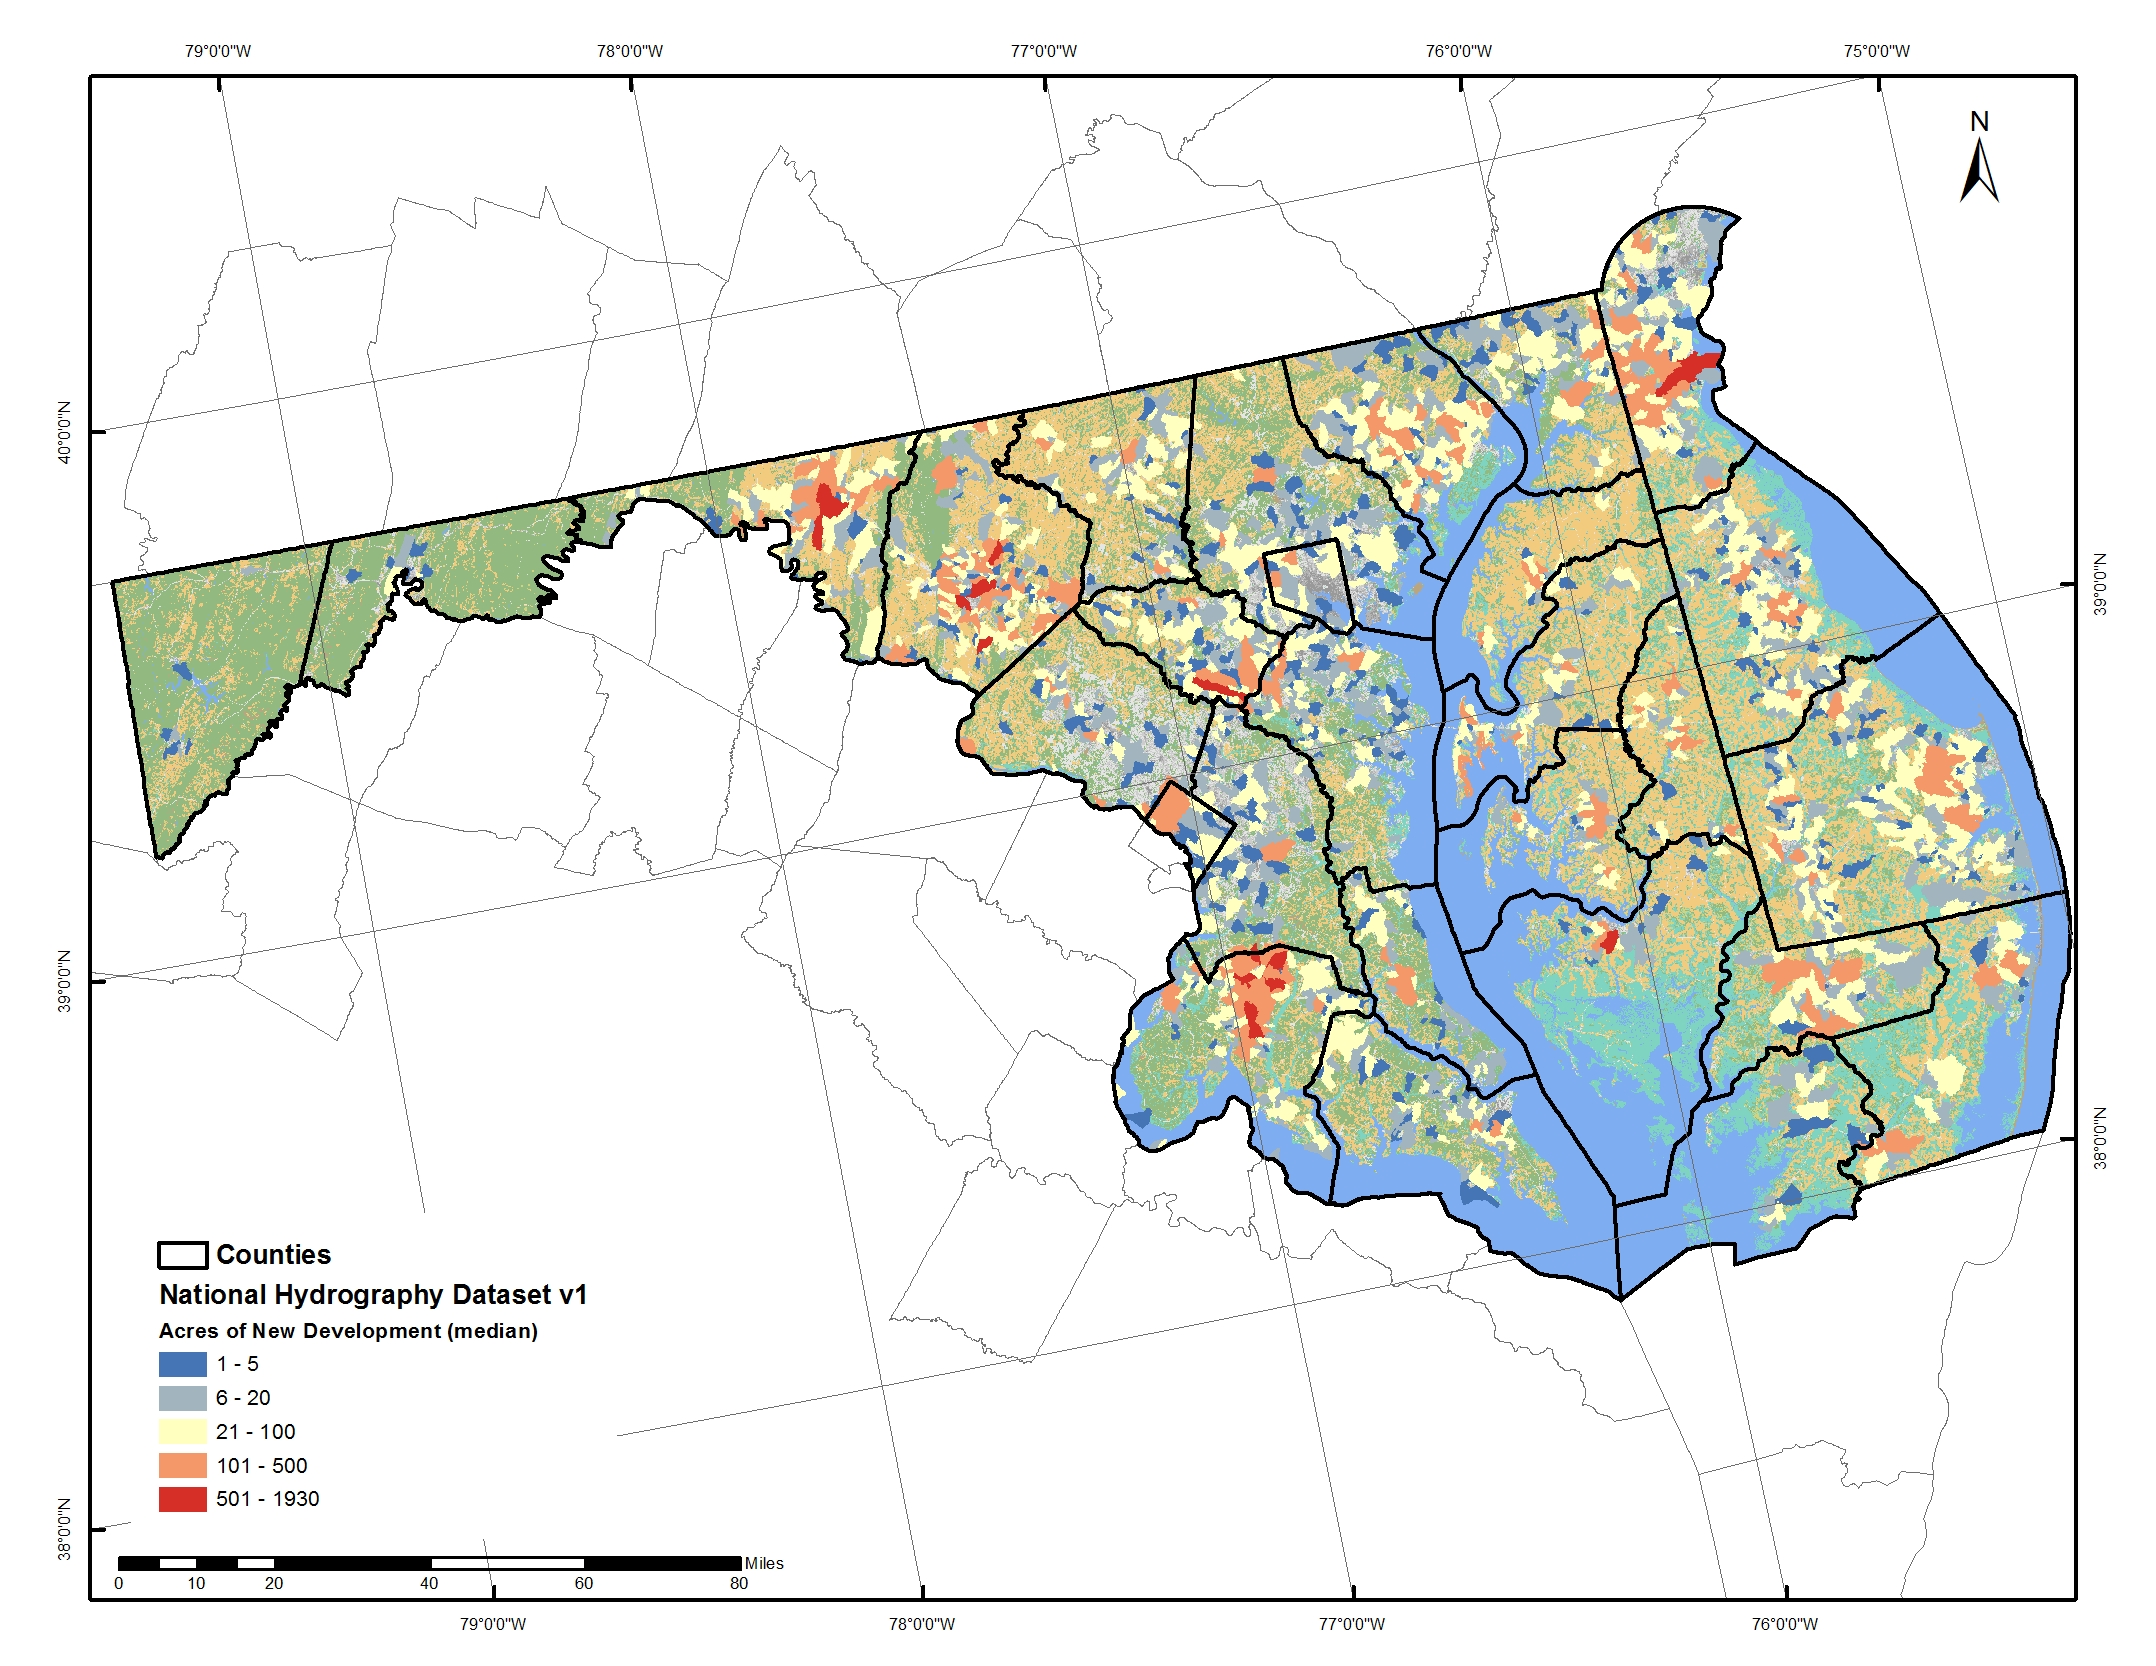 79°0'0"W 78°0'0"W 77°0'0"W 76°0'0"W 75°0'0"W
N
40°0'0"N
39°0'0"N
39°0'0"N
38°0'0"N
Counties
National Hydrography Dataset v1
Acres of New Development (median)
1 - 5
6 - 20
21 - 100
101 - 500
501 - 1930
38°0'0"N
Miles
0 10 20 40 60 80
79°0'0"W 78°0'0"W 77°0'0"W 76°0'0"W